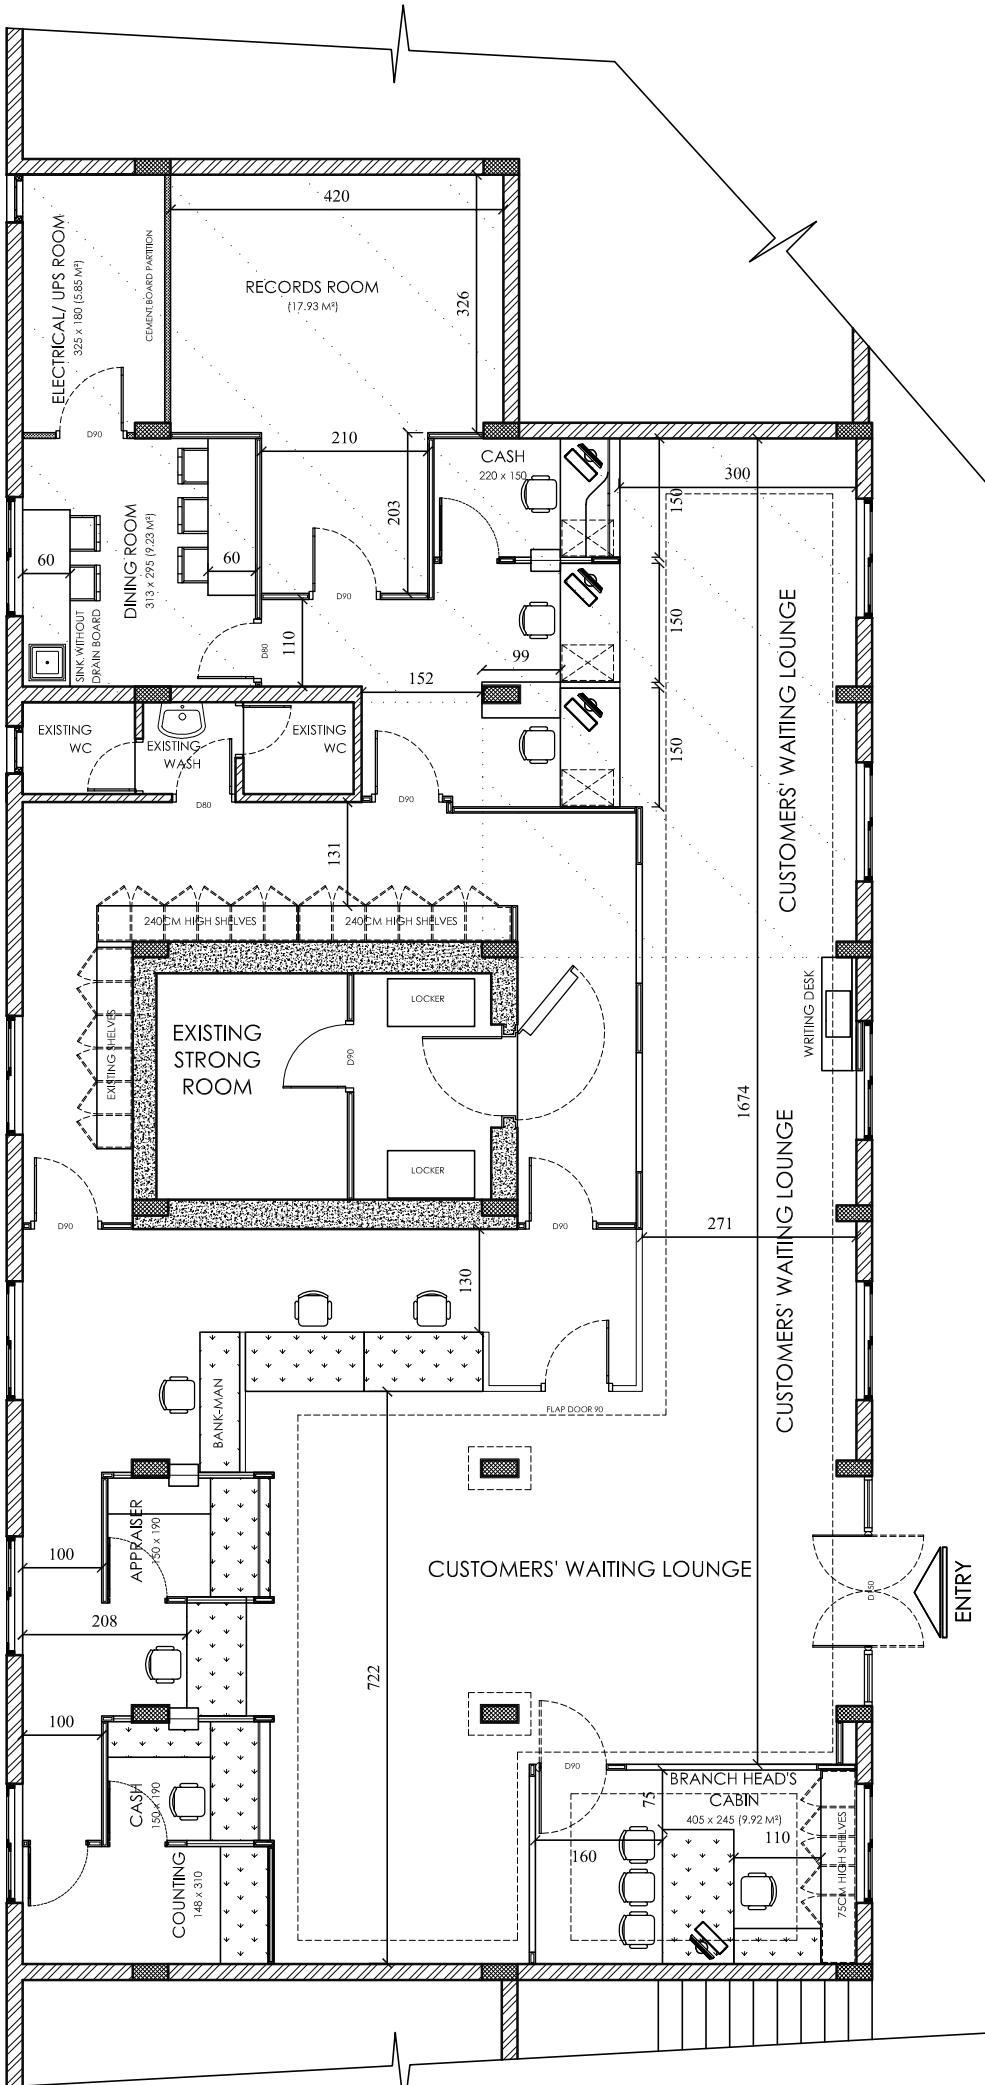 420
ELECTRICAL/ UPS ROOM
325 x 180 (5.85 M²)
CEMENT BOARD PARTITION
RECORDS ROOM
(17.93 M²)
326
D90
210
CASH
220 x 150
203
300
150
60
DINING ROOM
313 x 295 (9.23 M²)
60
SINK WITHOUT
DRAIN BOARD
D90
D80
110
150
99
152
CUSTOMERS' WAITING LOUNGE
EXISTING
WC
EXISTING
WASH
EXISTING
WC
150
D80
D90
131
240CM HIGH SHELVES
240CM HIGH SHELVES
EXISTING SHELVES
EXISTING
STRONG
ROOM
LOCKER
D90
LOCKER
WRITING DESK
1674
CUSTOMERS' WAITING LOUNGE
D90
D90
271
130
BANK-MAN
FLAP DOOR 90
APPRAISER
150 x 190
100
208
CUSTOMERS' WAITING LOUNGE
ENTRY
722
100
CASH
150 x 190
D90
BRANCH HEAD'S
CABIN
405 x 245 (9.92 M²)
75
110
160
75CM HIGH SHELVES
COUNTING
148 x 310